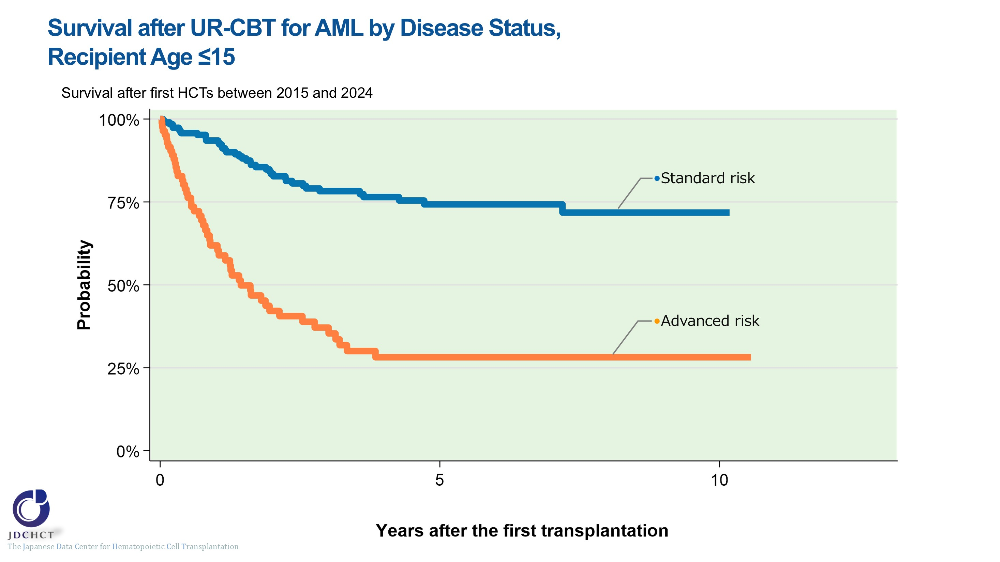 Survival after UR-CBT for AML by Disease Status,
Recipient Age ≤15
Survival after first HCTs between 2015 and 2024
100%
75%
50%
25%
0%
Probability
Standard risk
Advanced risk
0
5
10
Years after the first transplantation
JDCHCT
The Japanese Data Center for Hematopoietic Cell Transplantation